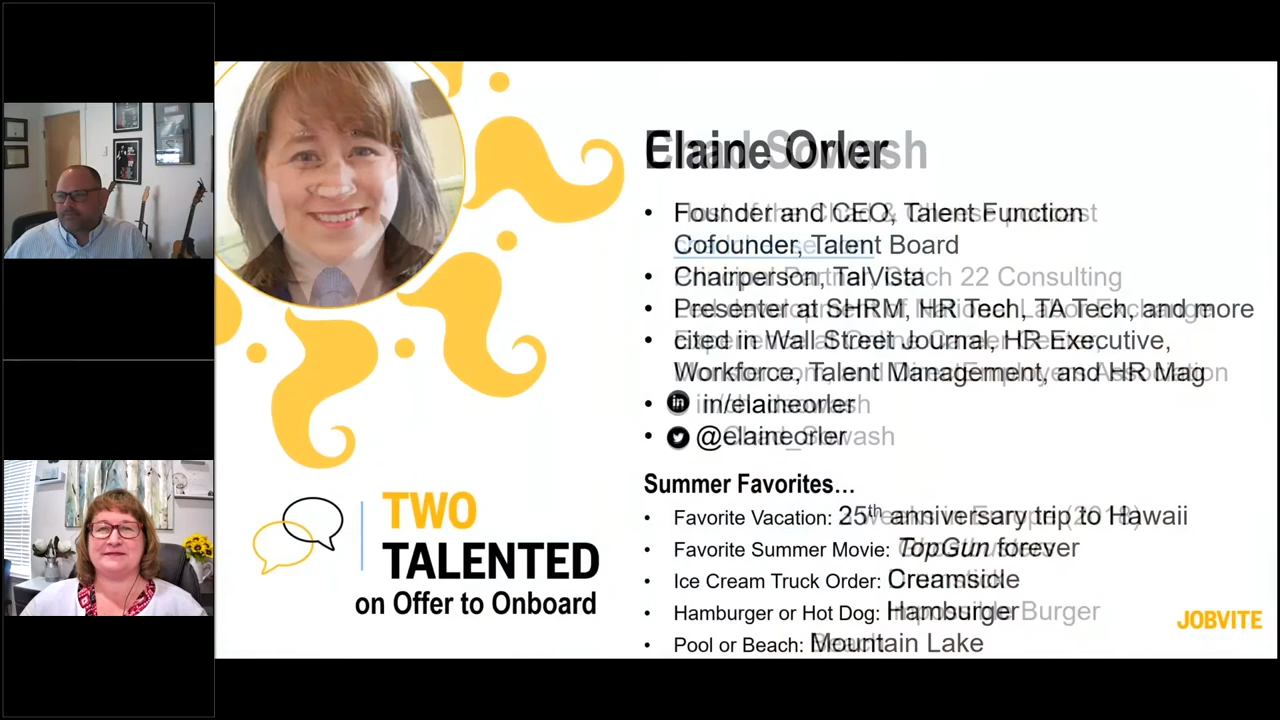 Elaine Orler
Founder and CEO, Talent Function
Cofounder, Talent Board
Chairperson, TalVista
Presenter at SHRM, HR Tech, TA Tech, and more
cited in Wall Street Journal, HR Executive,
Workforce, Talent Management, and HR Mag
in/elaineorler
@elaineorler
Summer Favorites…
Favorite Vacation: 25th anniversary trip to Hawaii
Favorite Summer Movie: TopGun forever
Ice Cream Truck Order: Creamsicle
Hamburger or Hot Dog: Hamburger
Pool or Beach: Mountain Lake
TWO
TALENTED
on Offer to Onboard
JOBVITE